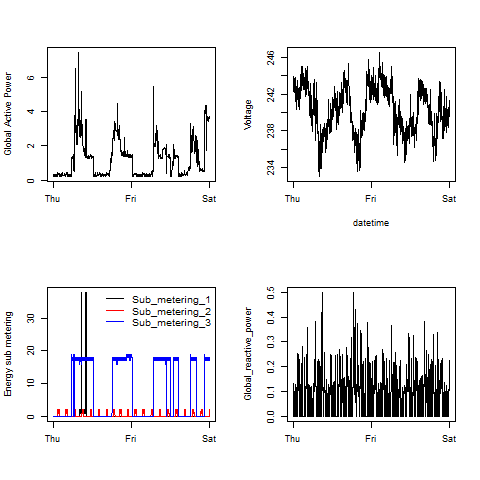 Global Active Power
0 2 4 6
Thu Fri Sat
Voltage
234 238 242 246
Thu Fri Sat
datetime
Energy sub metering
0 10 20 30
Sub_metering_1
Sub_metering_2
Sub_metering_3
Thu Fri Sat
Global_reactive_power
0.0 0.1 0.2 0.3 0.4 0.5
Thu Fri Sat